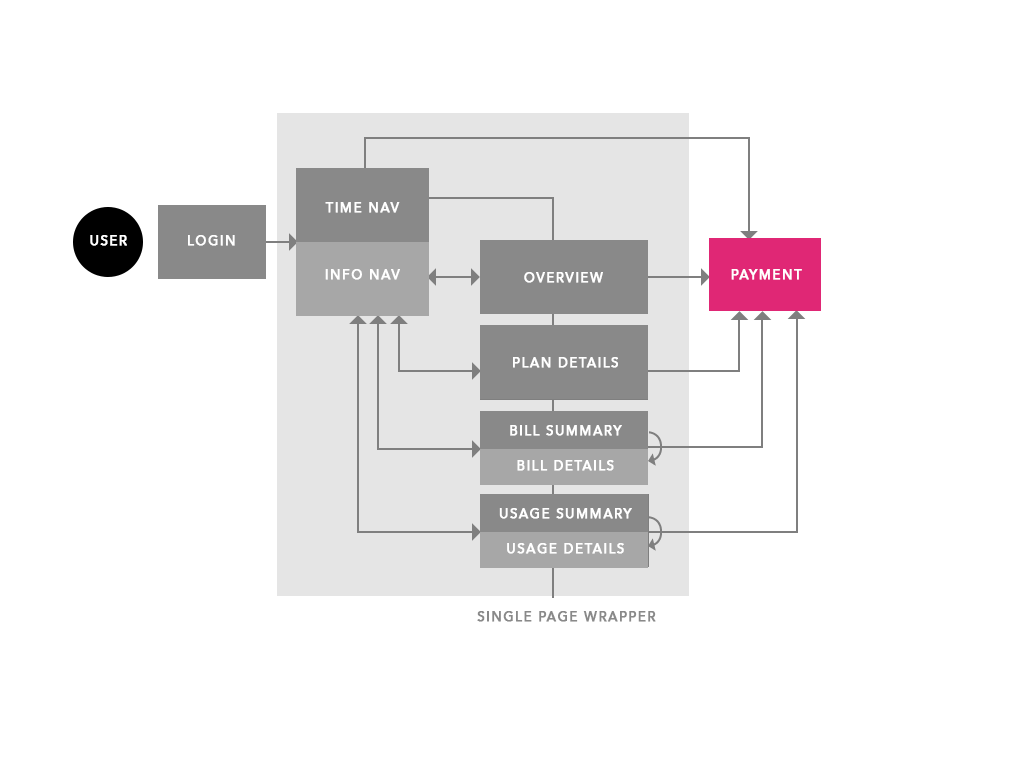 USER
LOGIN
TIME NAV
INFO NAV
OVERVIEW
PAYMENT
PLAN DETAILS
BILL SUMMARY
BILL DETAILS
USAGE SUMMARY
USAGE DETAILS
SINGLE PAGE WRAPPER